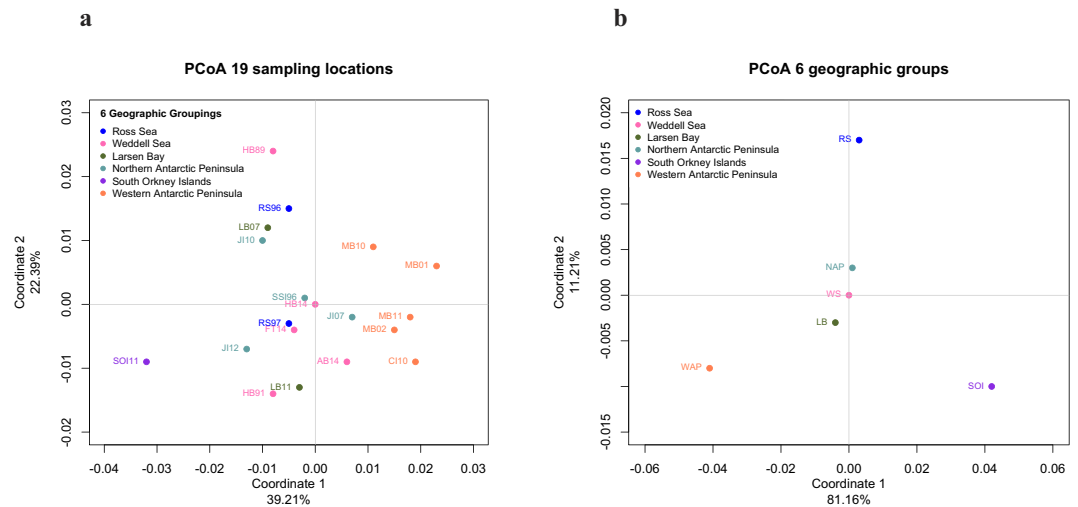 a
PCoA 19 sampling locations
6 Geographic Groupings
Ross Sea
Weddell Sea
Larsen Bay
Northern Antarctic Peninsula
South Orkney Islands
Western Antarctic Peninsula
HB89
RS96
LB07
JI10
MB10
MB01
SSI96
HB14
JI07
MB11
RS97
FT14
MB02
JI12
SOI11
AB14
CI10
LB11
HB91
0.03
0.02
0.01
0.00
-0.01
-0.02
Coordinate 2
22.39%
-0.04 -0.03 -0.02 -0.01 0.00 0.01 0.02 0.03
Coordinate 1
39.21%
b
PCoA 6 geographic groups
Ross Sea
Weddell Sea
Larsen Bay
Northern Antarctic Peninsula
South Orkney Islands
Western Antarctic Peninsula
RS
NAP
WS
LB
WAP
SOI
0.020
0.015
0.010
0.005
0.000
-0.005
-0.015
Coordinate 2
11.21%
-0.06 -0.04 -0.02 0.00 0.02 0.04 0.06
Coordinate 1
81.16%